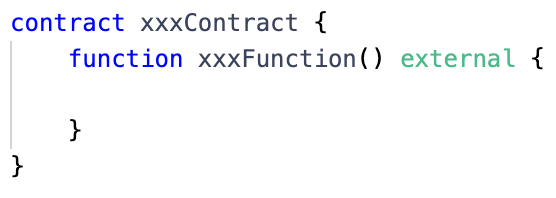 contract xxxContract {
    function xxxFunction() external {

    }
}